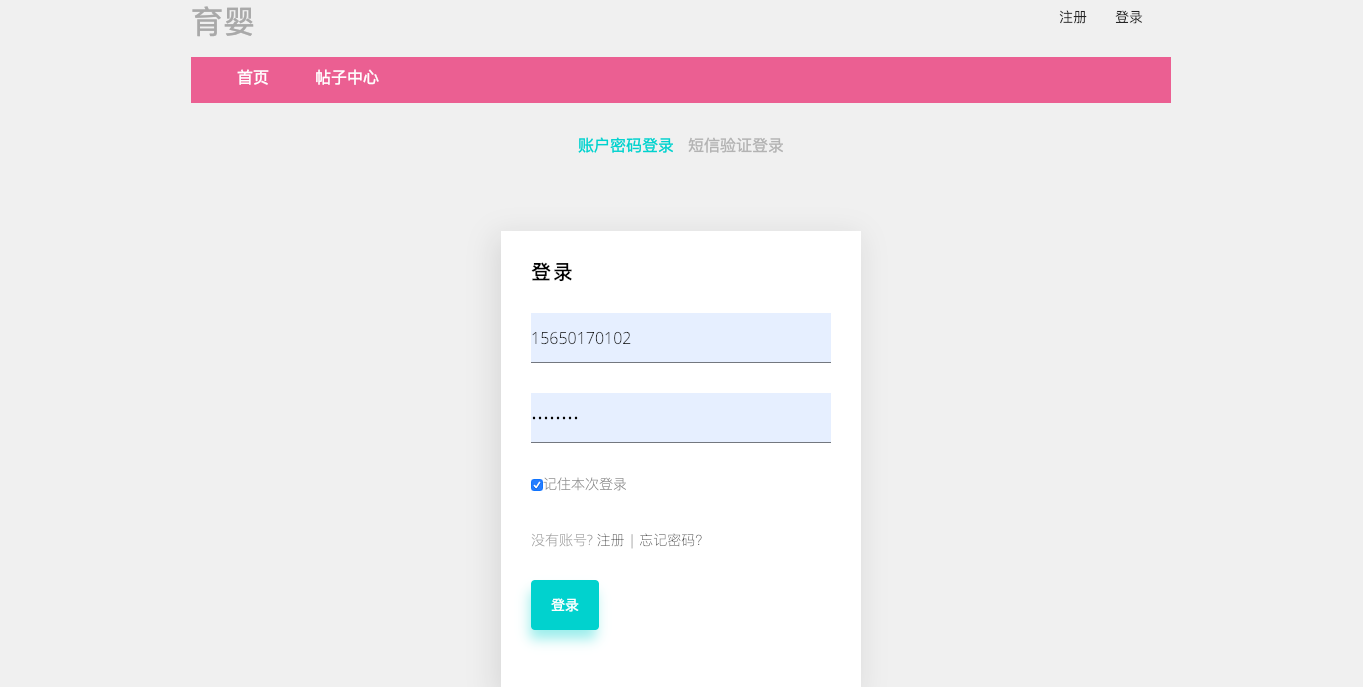 育婴
注册 登录
首页 帖子中心
账户密码登录 短信验证登录
登录
15650170102
••••••••
记住本次登录
没有账号? 注册 | 忘记密码?
登录